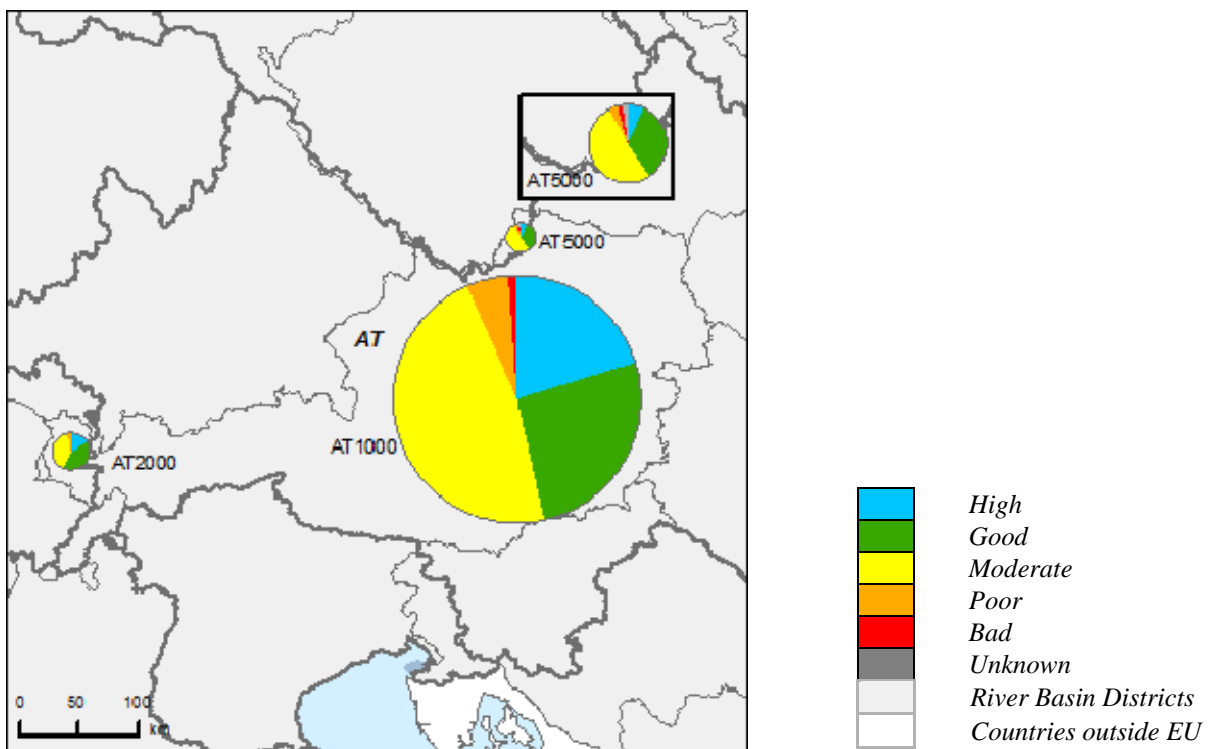 AT5000
AT5000
AT
AT1000
AT2000
0 50 100
km
High
Good
Moderate
Poor
Bad
Unknown
River Basin Districts
Countries outside EU